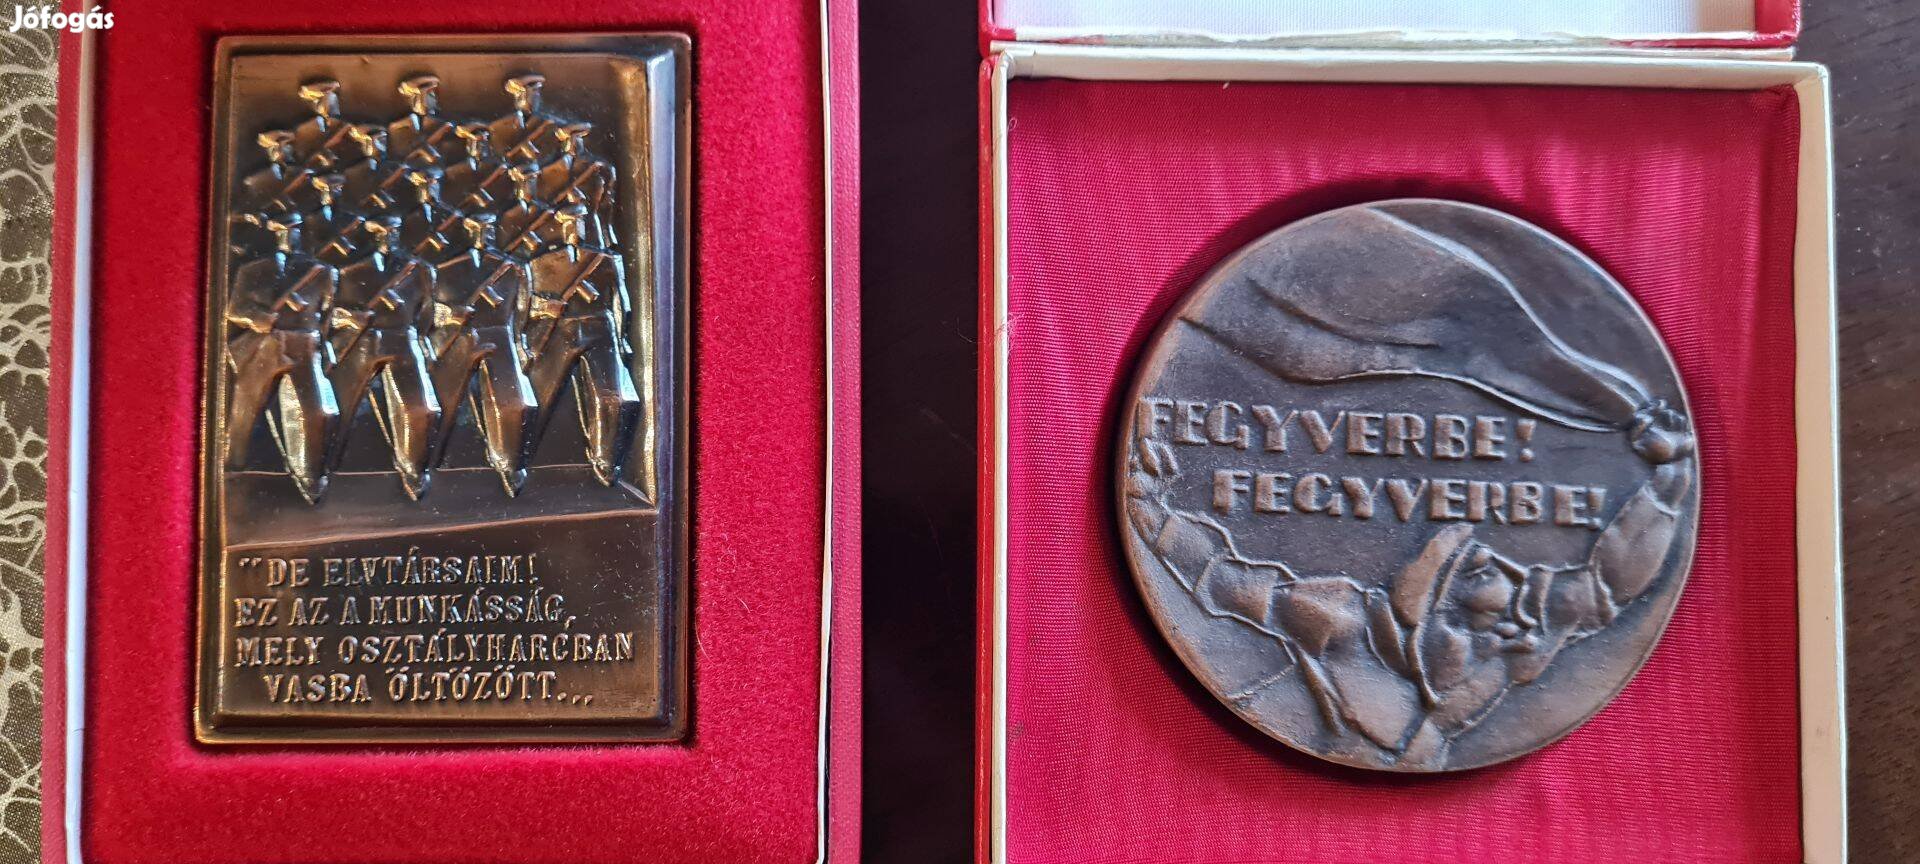 Jófogás
"DE ELVTÁRSAIM!
EZ AZ A MUNKÁSSÁG,
MELY OSZTÁLYHARCBAN
VASBA ÖLTÖZÖTT...
FEGYVERBE!
FEGYVERBE!